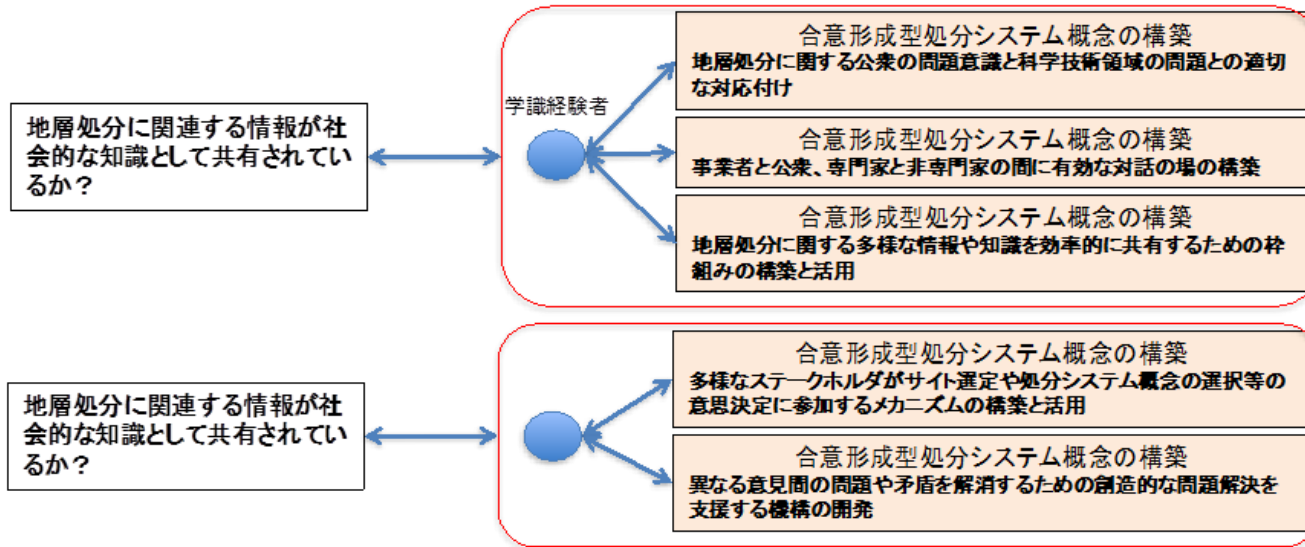 合意形成型処分システム概念の構築
地層処分に関する公衆の問題意識と科学技術領域の問題との適切
な対応付け
学識経験者
地層処分に関連する情報が社
会的な知識として共有されてい
るか？
合意形成型処分システム概念の構築
事業者と公衆、専門家と非専門家の間に有効な対話の場の構築
合意形成型処分システム概念の構築
地層処分に関する多様な情報や知識を効率的に共有するための枠
組みの構築と活用
合意形成型処分システム概念の構築
多様なステークホルダがサイト選定や処分システム概念の選択等の
意思決定に参加するメカニズムの構築と活用
地層処分に関連する情報が社
会的な知識として共有されてい
るか？
合意形成型処分システム概念の構築
異なる意見間の問題や矛盾を解消するための創造的な問題解決を
支援する機構の開発